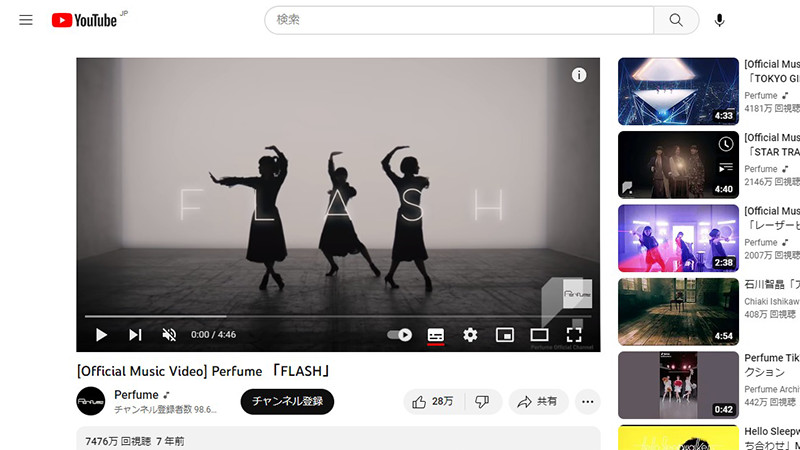 YouTube JP
検索
FLASH
Perfume
0:00 / 4:46
Perfume Official Channel
[Official Music Video] Perfume 「FLASH」
Perfume
チャンネル登録者数 98.6...
チャンネル登録
28万
共有
7476万 回視聴 7 年前
[Official Mus
「TOKYO GI
Perfume
4181万 回視聴
4:33
[Official Mus
「STAR TRA
Perfume
2146万 回視聴
4:40
[Official Mus
「レーザービ
Perfume
2007万 回視聴
2:38
石川智晶「ア
Chiaki Ishikaw
408万 回視聴
4:54
Perfume Tik
クション
Perfume Archi
442万 回視聴
0:42
Hello Sleepw
ち合わせ」M